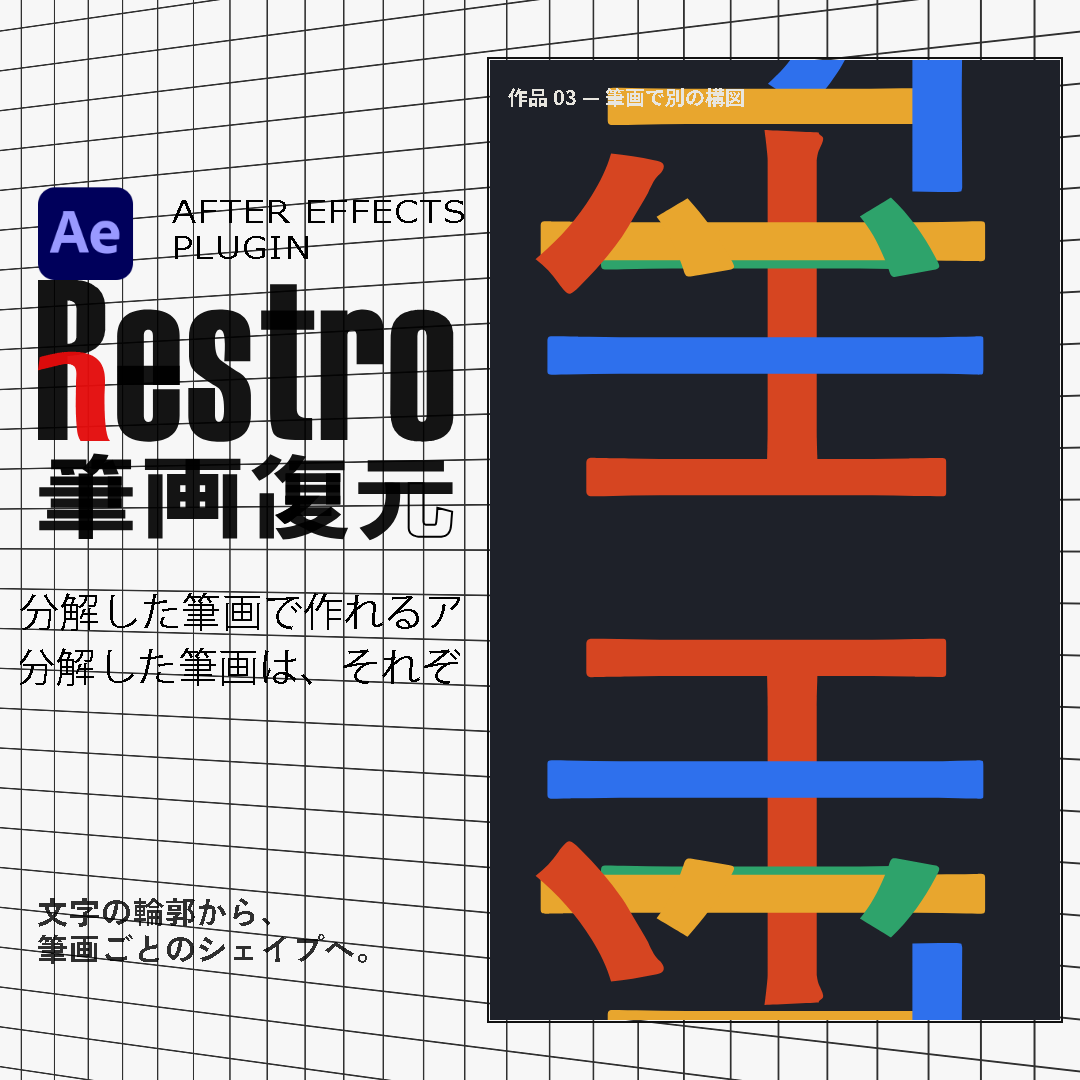 Ae
AFTER EFFECTS
PLUGIN
Restro
筆画復元
分解した筆画で作れるア
分解した筆画は、それぞ
文字の輪郭から、
筆画ごとのシェイプへ。
作品 03 — 筆画で別の構図